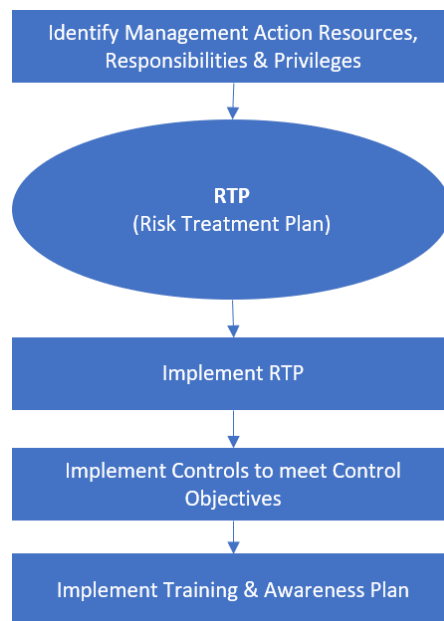 Identify Management Action Resources,
Responsibilities & Privileges
RTP
(Risk Treatment Plan)
Implement RTP
Implement Controls to meet Control
Objectives
Implement Training & Awareness Plan